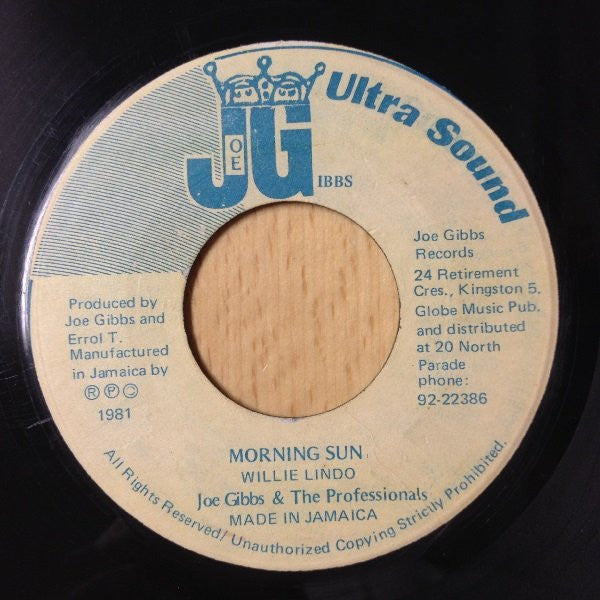 JOE GIBBS
Ultra Sound
Joe Gibbs
Records
24 Retirement
Cres., Kingston 5.
Globe Music Pub.
and distributed
at 20 North
Parade
phone:
92-22386
Produced by
Joe Gibbs and
Errol T.
Manufactured
in Jamaica by
Ⓡ Ⓟ Ⓒ
1981
MORNING SUN
WILLIE LINDO
Joe Gibbs & The Professionals
MADE IN JAMAICA
All Rights Reserved/ Unauthorized Copying Strictly Prohibited.